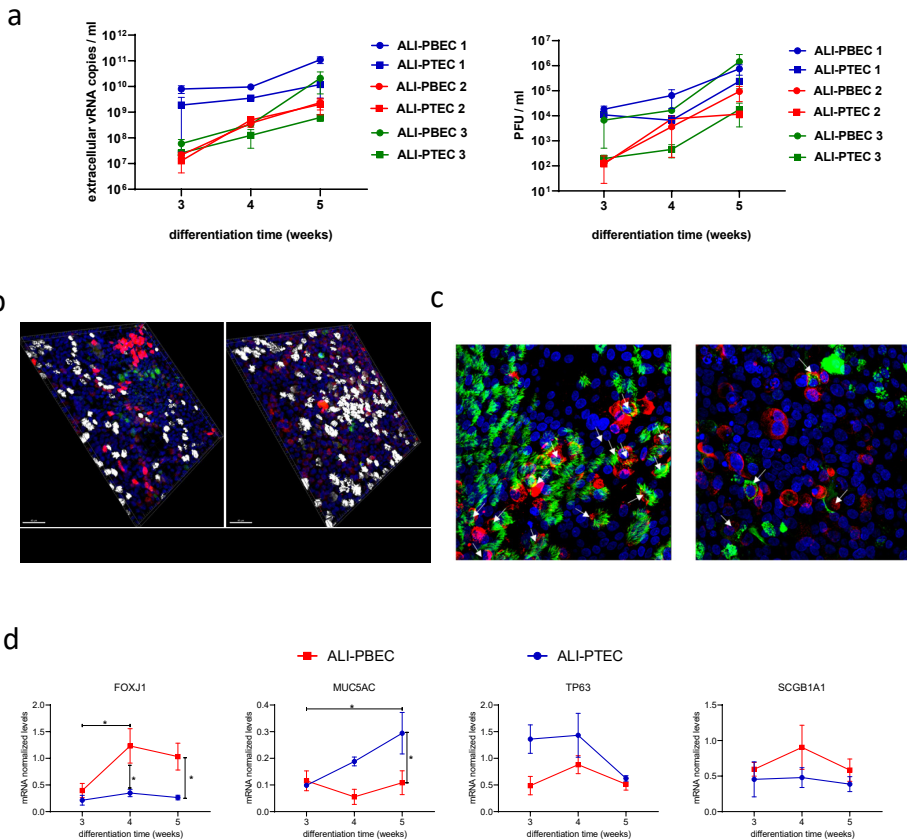 a
extracellular vRNA copies / ml
10^12
10^11
10^10
10^9
10^8
10^7
10^6
3 4 5
differentiation time (weeks)
ALI-PBEC 1
ALI-PTEC 1
ALI-PBEC 2
ALI-PTEC 2
ALI-PBEC 3
ALI-PTEC 3
PFU / ml
10^7
10^6
10^5
10^4
10^3
10^2
10^1
3 4 5
differentiation time (weeks)
ALI-PBEC 1
ALI-PTEC 1
ALI-PBEC 2
ALI-PTEC 2
ALI-PBEC 3
ALI-PTEC 3
c
d
ALI-PBEC
ALI-PTEC
FOXJ1
mRNA normalized levels
2.0
1.5
1.0
0.5
0.0
* * *
3 4 5
differentiation time (weeks)
MUC5AC
mRNA normalized levels
0.4
0.3
0.2
0.1
0.0
* *
3 4 5
differentiation time (weeks)
TP63
mRNA normalized levels
2.0
1.5
1.0
0.5
0.0
3 4 5
differentiation time (weeks)
SCGB1A1
mRNA normalized levels
1.5
1.0
0.5
0.0
3 4 5
differentiation time (weeks)